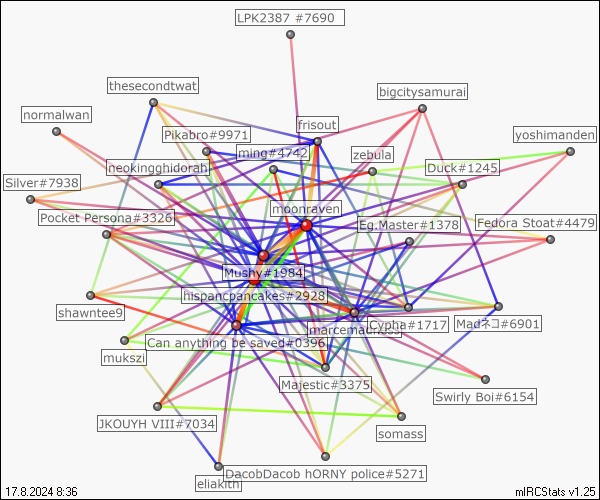 LPK2387 #7690
thesecondtwat
bigcitysamurai
normalwan
frisout
Pikabro#9971
yoshimanden
ming#4742
zebula
neokingghidorah
Duck#1245
Silver#7938
moonraven
Pocket Persona#3326
Eg.Master#1378
Fedora Stoat#4479
Mushy#1984
hispancpancakes#2928
shawntee9
Cypha#1717
Madネコ#6901
Can anything be saved#0396
mukszi
Majestic#3375
Swirly Boi#6154
JKOUYH VIII#7034
somass
DacobDacob hORNY police#5271
eliakith
17.8.2024 8:36
mIRCStats v1.25